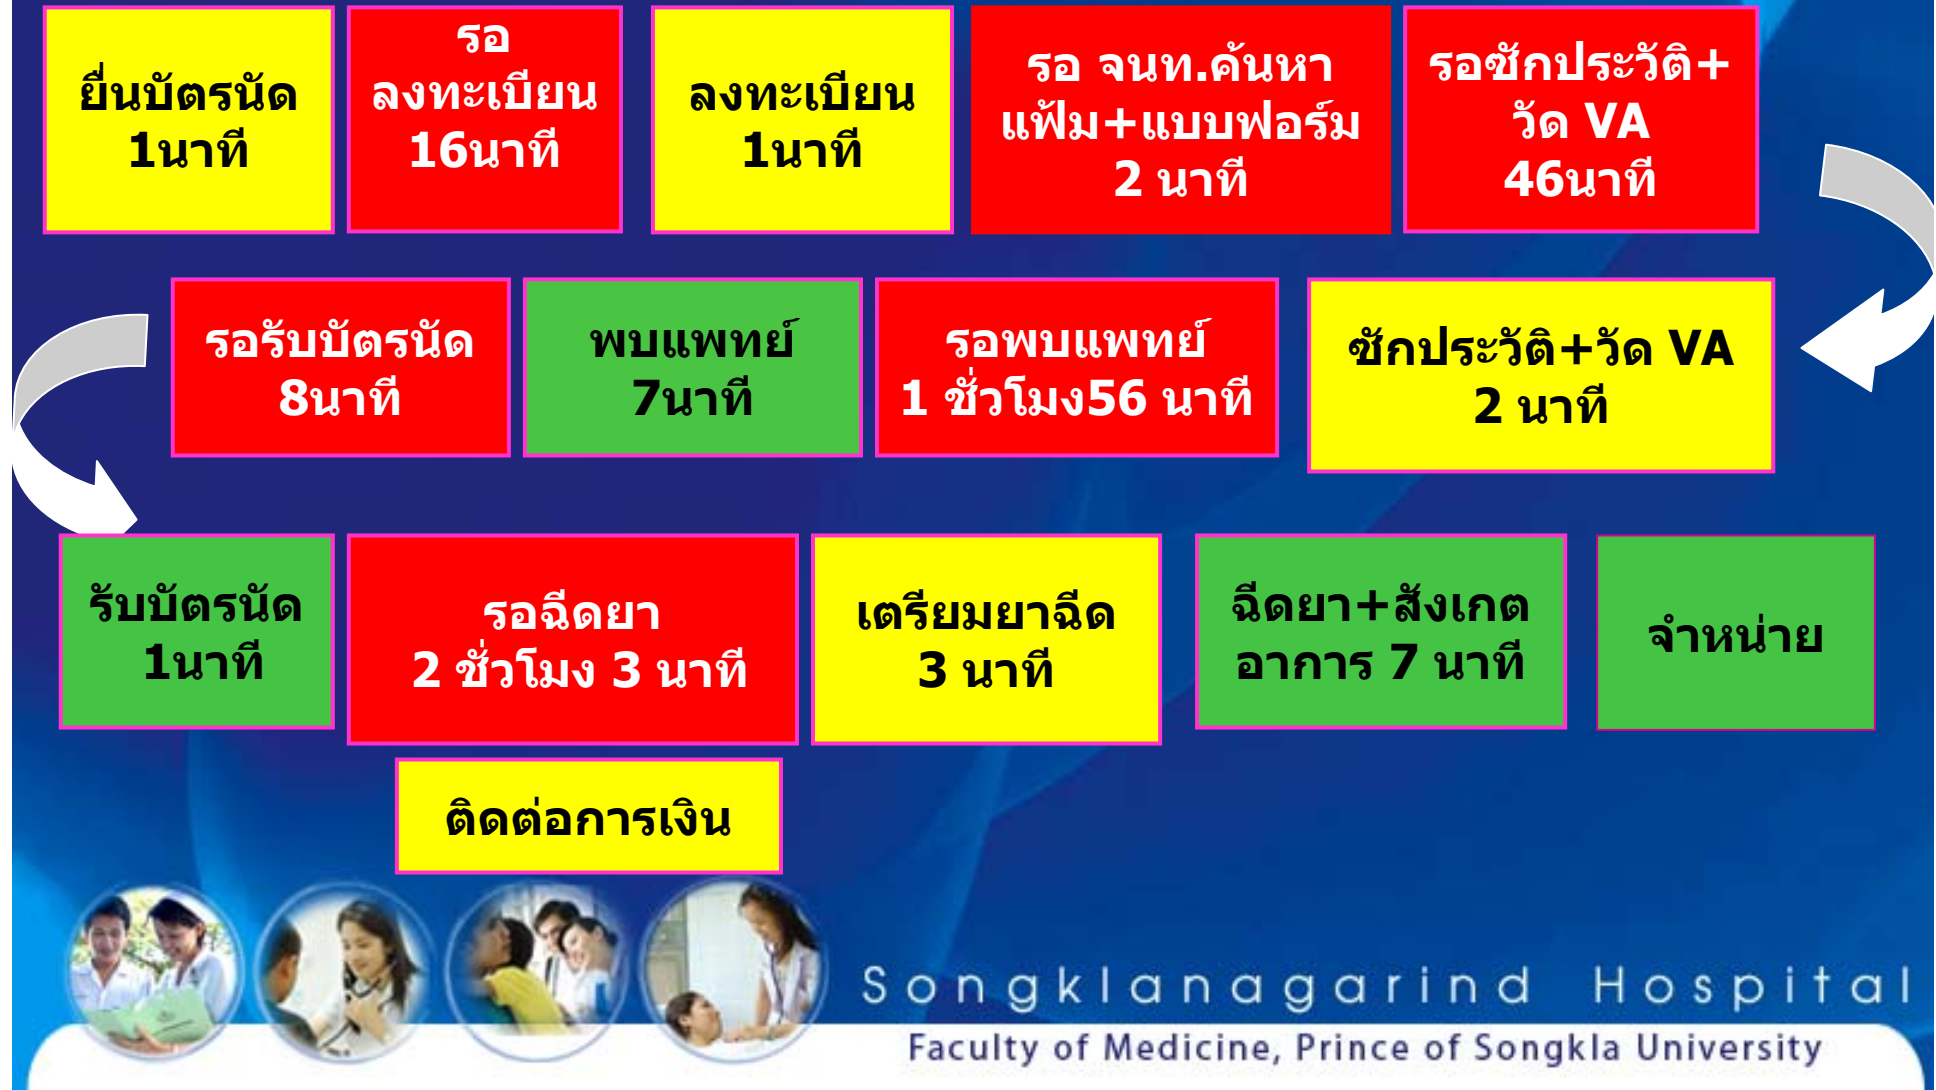 ยื่นบัตรนัด
1นาที
รอ
ลงทะเบียน
16นาที
ลงทะเบียน
1นาที
รอ จนท.ค้นหา
แฟ้ม+แบบฟอร์ม
2 นาที
รอซักประวัติ+
วัด VA
46นาที
รอรับบัตรนัด
8นาที
พบแพทย์
7นาที
รอพบแพทย์
1 ชั่วโมง56 นาที
ซักประวัติ+วัด VA
2 นาที
รับบัตรนัด
1นาที
รอฉีดยา
2 ชั่วโมง 3 นาที
เตรียมยาฉีด
3 นาที
ฉีดยา+สังเกต
อาการ 7 นาที
จำหน่าย
ติดต่อการเงิน
Songklanagarind Hospital
Faculty of Medicine, Prince of Songkla University